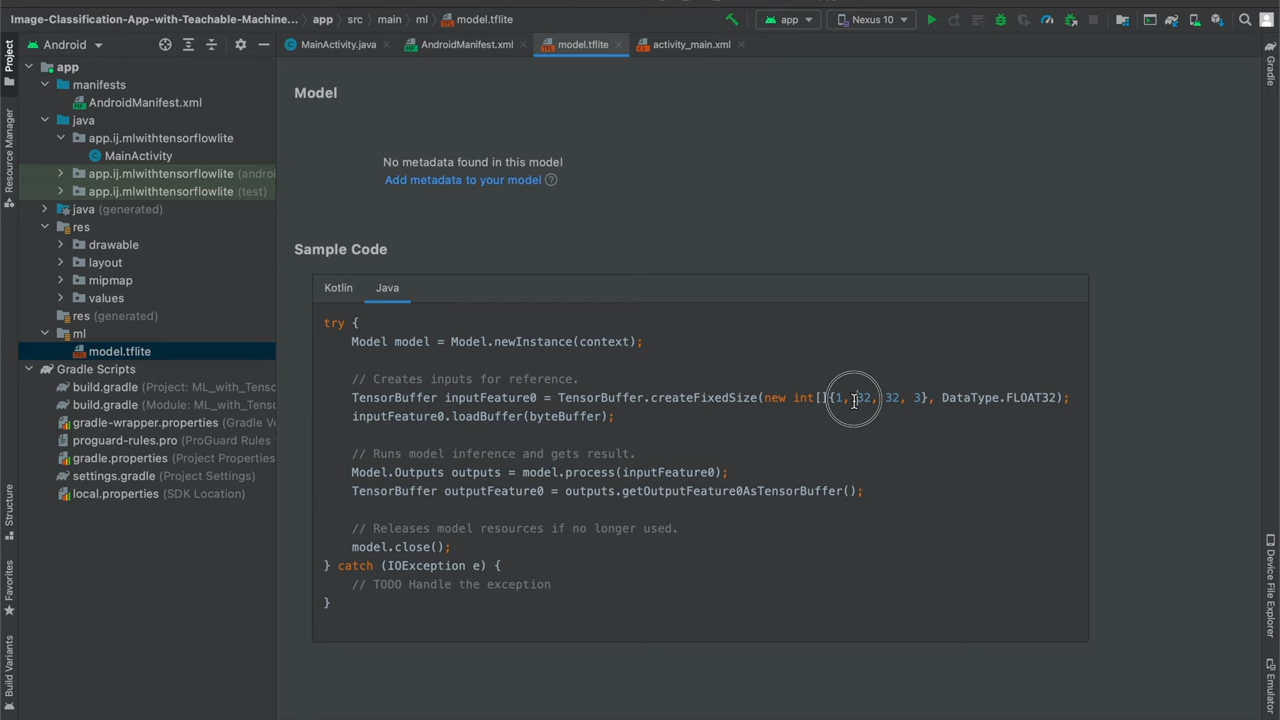 Image-Classification-App-with-Teachable-Machine... app src main ml model.tflite
app Nexus 10
Android
MainActivity.java AndroidManifest.xml model.tflite activity_main.xml
Project
Resource Manager
Structure
Favorites
Build Variants
app
manifests
AndroidManifest.xml
java
app.ij.mlwithtensorflowlite
MainActivity
app.ij.mlwithtensorflowlite (androi
app.ij.mlwithtensorflowlite (test)
java (generated)
res
drawable
layout
mipmap
values
res (generated)
ml
model.tflite
Gradle Scripts
build.gradle (Project: ML_with_Tenso
build.gradle (Module: ML_with_Tenso
gradle-wrapper.properties (Gradle Ve
proguard-rules.pro (ProGuard Rules
gradle.properties (Project Properties
settings.gradle (Project Settings)
local.properties (SDK Location)
Model
No metadata found in this model
Add metadata to your model ?
Sample Code
Kotlin Java
try {
Model model = Model.newInstance(context);
// Creates inputs for reference.
TensorBuffer inputFeature0 = TensorBuffer.createFixedSize(new int[]{1, 32, 32, 3}, DataType.FLOAT32);
inputFeature0.loadBuffer(byteBuffer);
// Runs model inference and gets result.
Model.Outputs outputs = model.process(inputFeature0);
TensorBuffer outputFeature0 = outputs.getOutputFeature0AsTensorBuffer();
// Releases model resources if no longer used.
model.close();
} catch (IOException e) {
// TODO Handle the exception
}
Gradle
Device File Explorer
Emulator